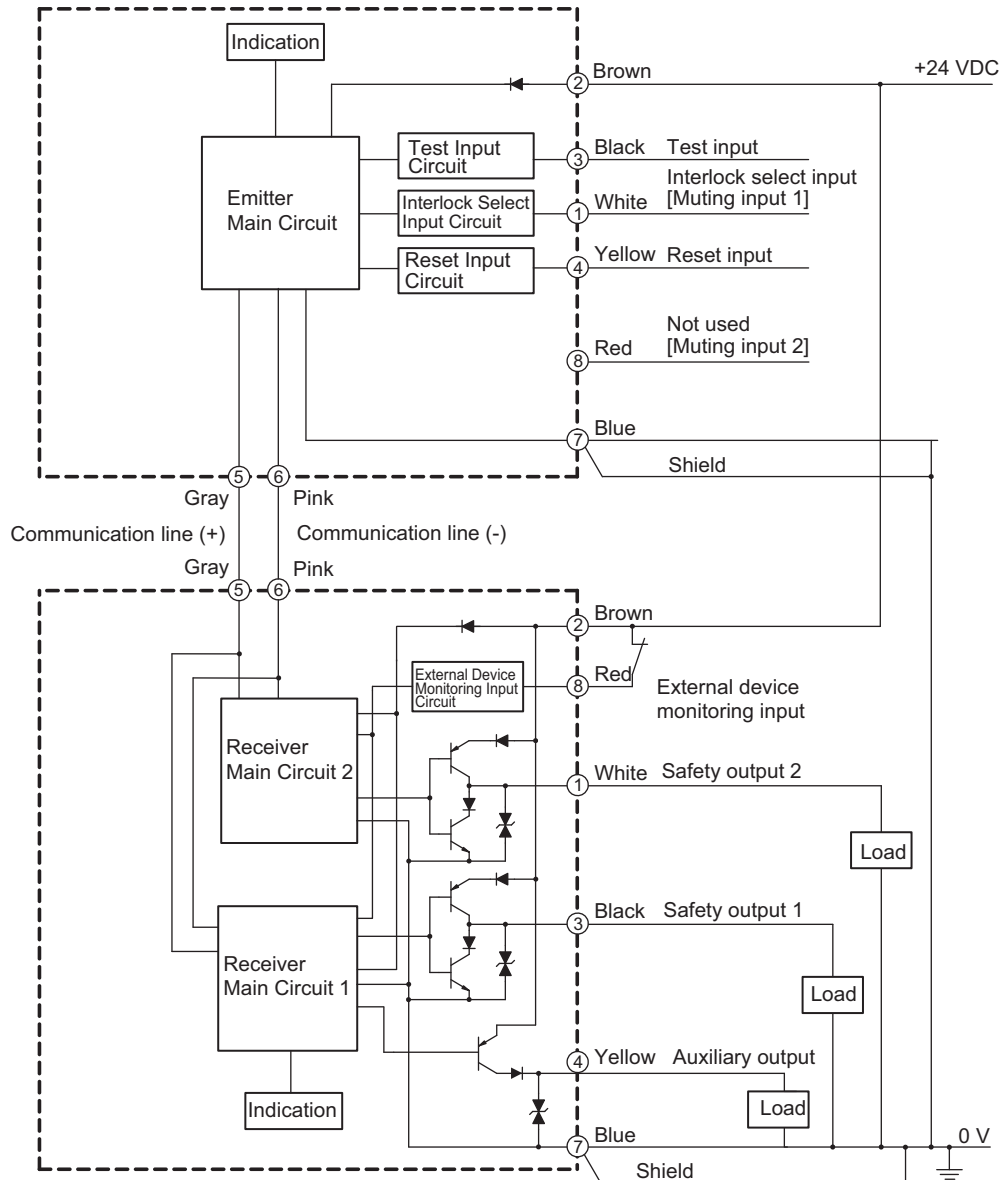 Indication
② Brown
+24 VDC
Emitter
Main Circuit
Test Input
Circuit
③ Black Test input
Interlock Select
Input Circuit
① White Interlock select input
[Muting input 1]
Reset Input
Circuit
④ Yellow Reset input
⑧ Red Not used
[Muting input 2]
⑦ Blue
Shield
⑤ ⑥
Gray Pink
Communication line (+) Communication line (-)
Gray Pink
⑤ ⑥
② Brown
External Device
Monitoring Input
Circuit
⑧ Red
External device
monitoring input
Receiver
Main Circuit 2
① White Safety output 2
Load
③ Black Safety output 1
Receiver
Main Circuit 1
Load
④ Yellow Auxiliary output
Indication
Load
⑦ Blue
0 V
Shield